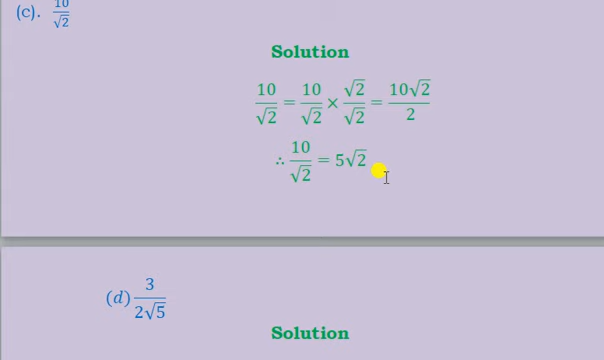 (c). 10/√2
Solution
10/√2 = 10/√2 × √2/√2 = 10√2/2
∴ 10/√2 = 5√2
(d) 3/2√5
Solution